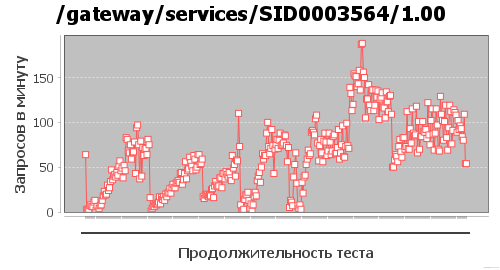 /gateway/services/SID0003564/1.00
Запросов в минуту
150
100
50
0
Продолжительность теста